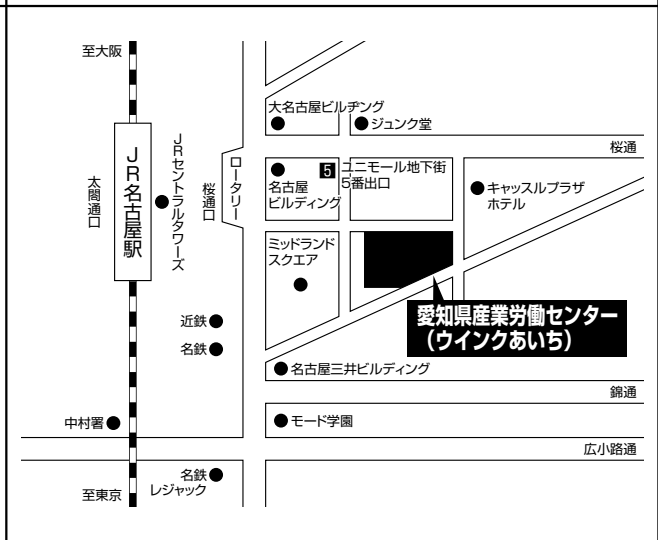 至大阪
大名古屋ビルヂング
ジュンク堂
桜通
JR名古屋駅
JRセントラルタワーズ
太閤通口
桜通口
ロータリー
5
ユニモール地下街
5番出口
名古屋
ビルディング
キャッスルプラザ
ホテル
ミッドランド
スクエア
愛知県産業労働センター
（ウインクあいち）
近鉄
名鉄
名古屋三井ビルディング
錦通
中村署
モード学園
広小路通
名鉄
レジャック
至東京